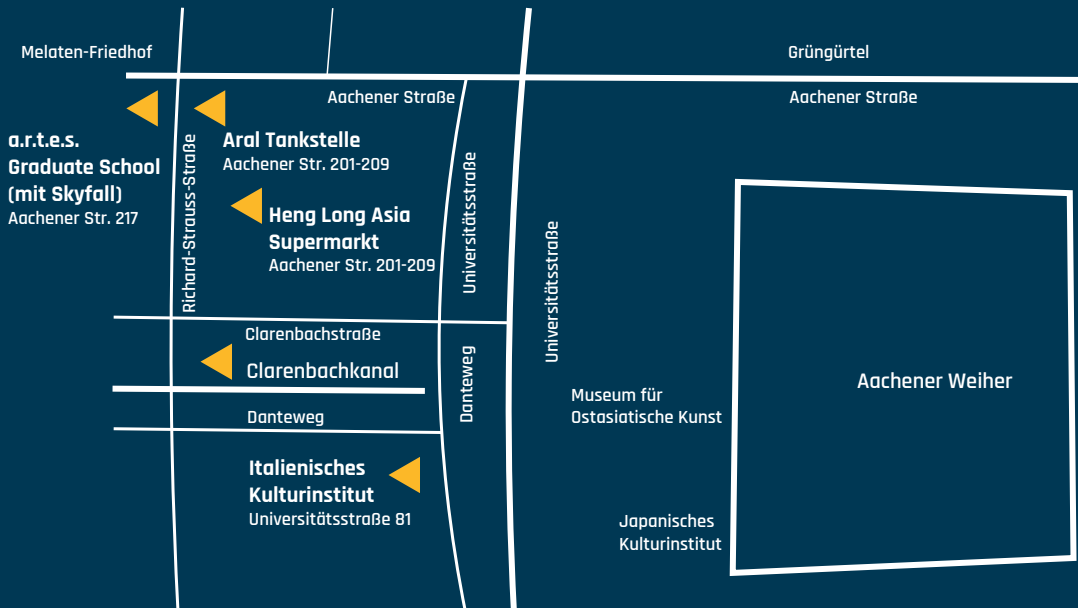 Melaten-Friedhof
Grüngürtel
Aachener Straße
Aachener Straße
a.r.t.e.s.
Graduate School
(mit Skyfall)
Aachener Str. 217
Richard-Strauss-Straße
Aral Tankstelle
Aachener Str. 201-209
Heng Long Asia
Supermarkt
Aachener Str. 201-209
Universitätsstraße
Universitätsstraße
Clarenbachstraße
Clarenbachkanal
Danteweg
Danteweg
Museum für
Ostasiatische Kunst
Aachener Weiher
Italienisches
Kulturinstitut
Universitätsstraße 81
Japanisches
Kulturinstitut